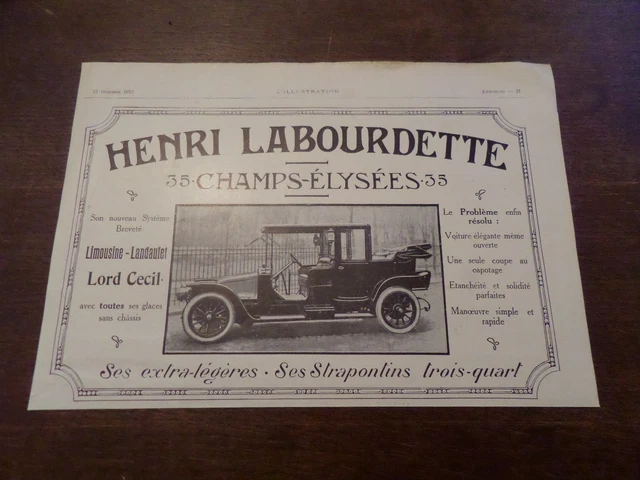 L'ILLUSTRATION
HENRI LABOURDETTE
35·CHAMPS-ÉLYSÉES·35
Son nouveau Système
Breveté
Limousine - Landaulet
Lord Cecil
avec toutes ses glaces
sans châssis
Le Problème enfin
résolu :
Voiture élégante même
ouverte
Une seule coupe au
capotage
Etanchéité et solidité
parfaites
Manœuvre simple et
rapide
Ses extra-légères · Ses Strapontins trois-quart